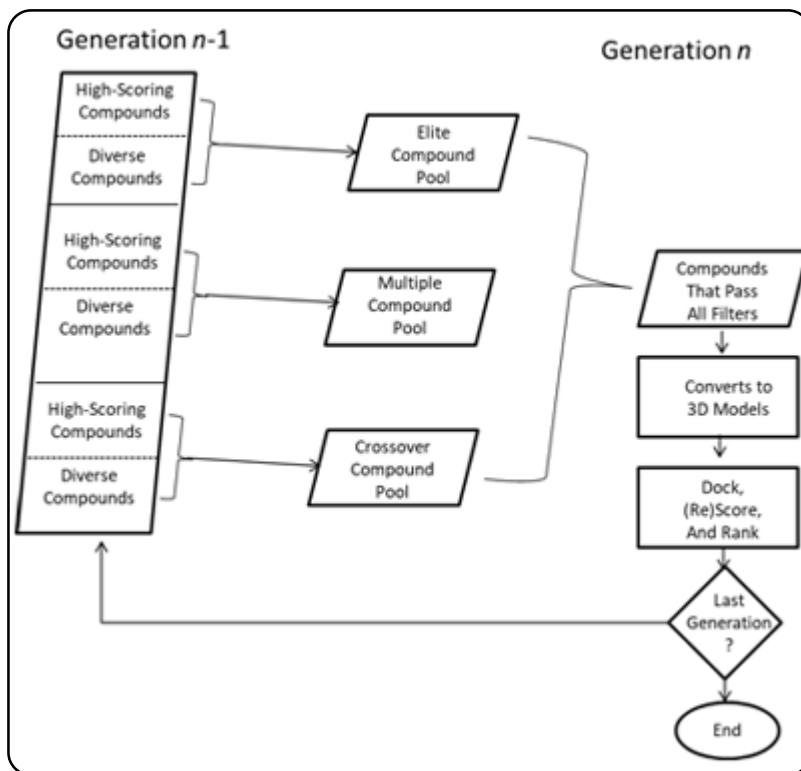 Generation n-1
Generation n
High-Scoring
Compounds
Diverse
Compounds
High-Scoring
Compounds
Diverse
Compounds
High-Scoring
Compounds
Diverse
Compounds
Elite
Compound
Pool
Multiple
Compound
Pool
Crossover
Compound
Pool
Compounds
That Pass
All Filters
Converts to
3D Models
Dock,
(Re)Score,
And Rank
Last
Generation
?
End